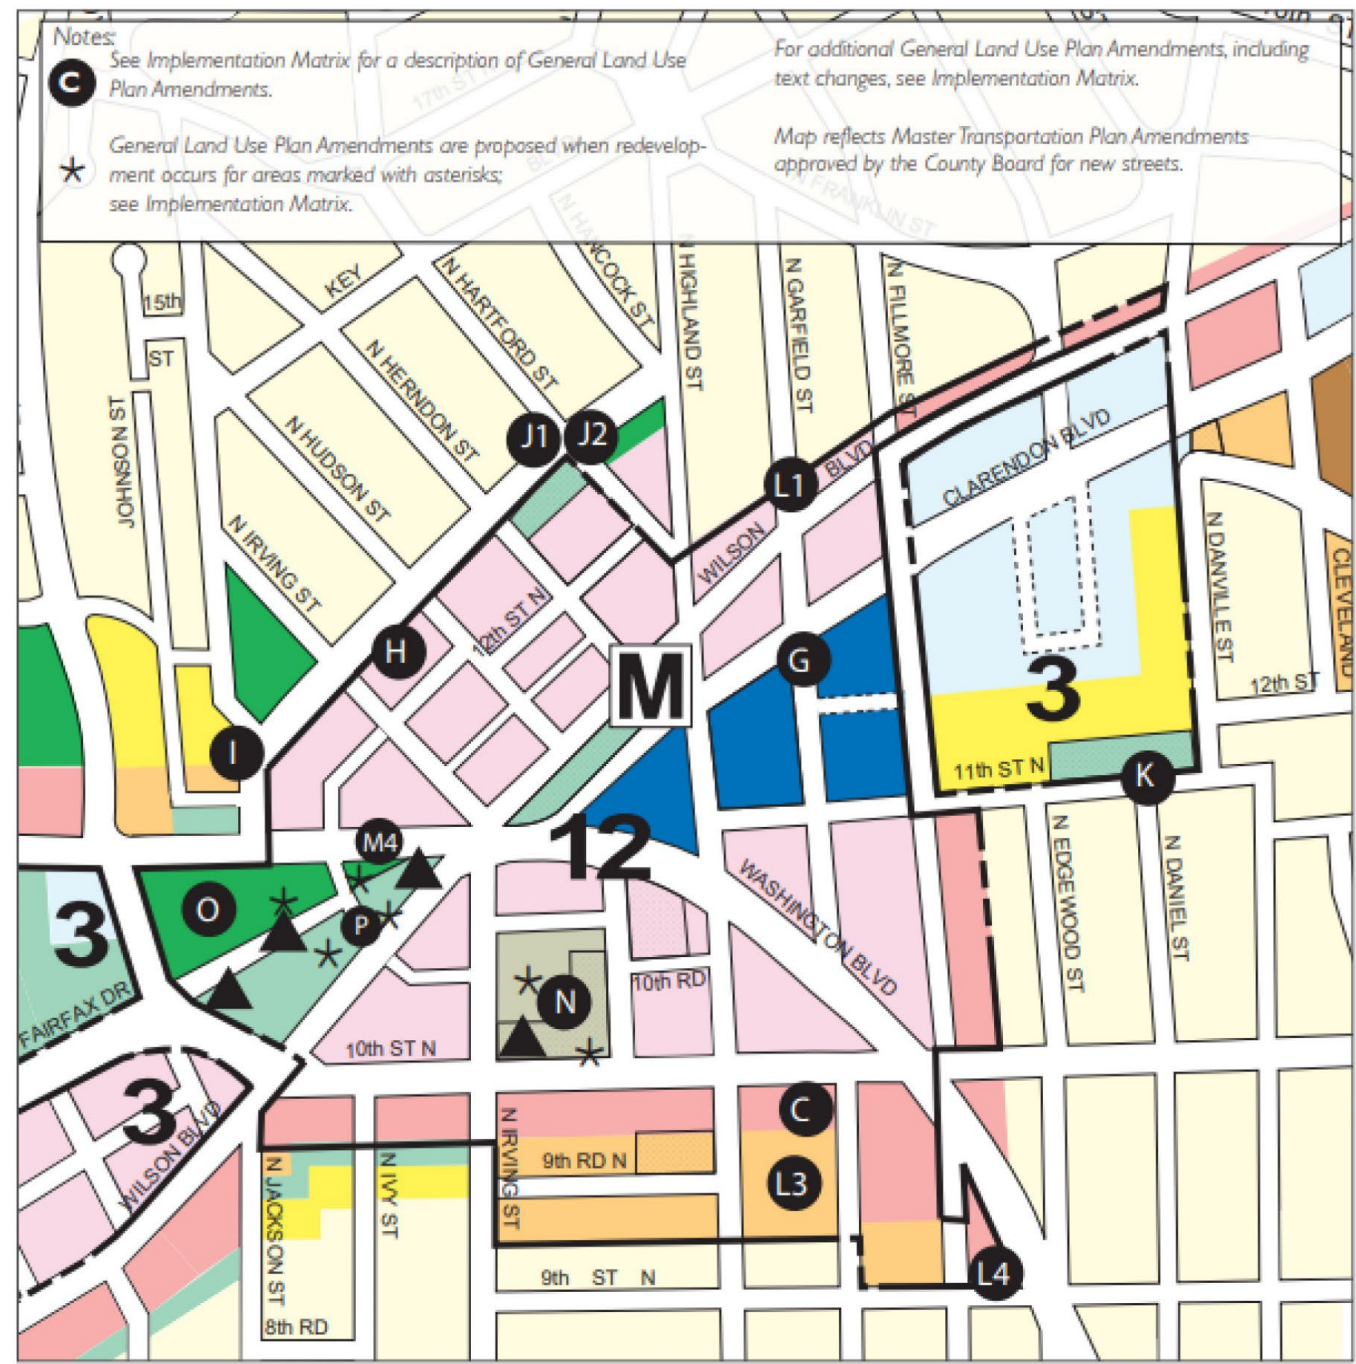 Notes:
C
See Implementation Matrix for a description of General Land Use
Plan Amendments.
*
General Land Use Plan Amendments are proposed when redevelop-
ment occurs for areas marked with asterisks;
see Implementation Matrix.
For additional General Land Use Plan Amendments, including
text changes, see Implementation Matrix.
Map reflects Master Transportation Plan Amendments
approved by the County Board for new streets.
17th ST N
N FRANKLIN ST
N HANCOCK ST
N HIGHLAND ST
N GARFIELD ST
N FILLMORE ST
KEY
BLVD
N HARTFORD ST
15th
ST
JOHNSON ST
N HERNDON ST
N HUDSON ST
N IRVING ST
J1
J2
L1
WILSON
BLVD
CLARENDON BLVD
N DANVILLE ST
CLEVELAND
12th ST N
12th ST
H
M
G
3
I
11th ST N
K
M4
12
O
P
3
WASHINGTON BLVD
N EDGEWOOD ST
N DANIEL ST
FAIRFAX DR
N
10th RD
10th ST N
3
WILSON BLVD
C
N IRVING ST
9th RD N
L3
N JACKSON ST
N IVY ST
9th ST N
L4
8th RD